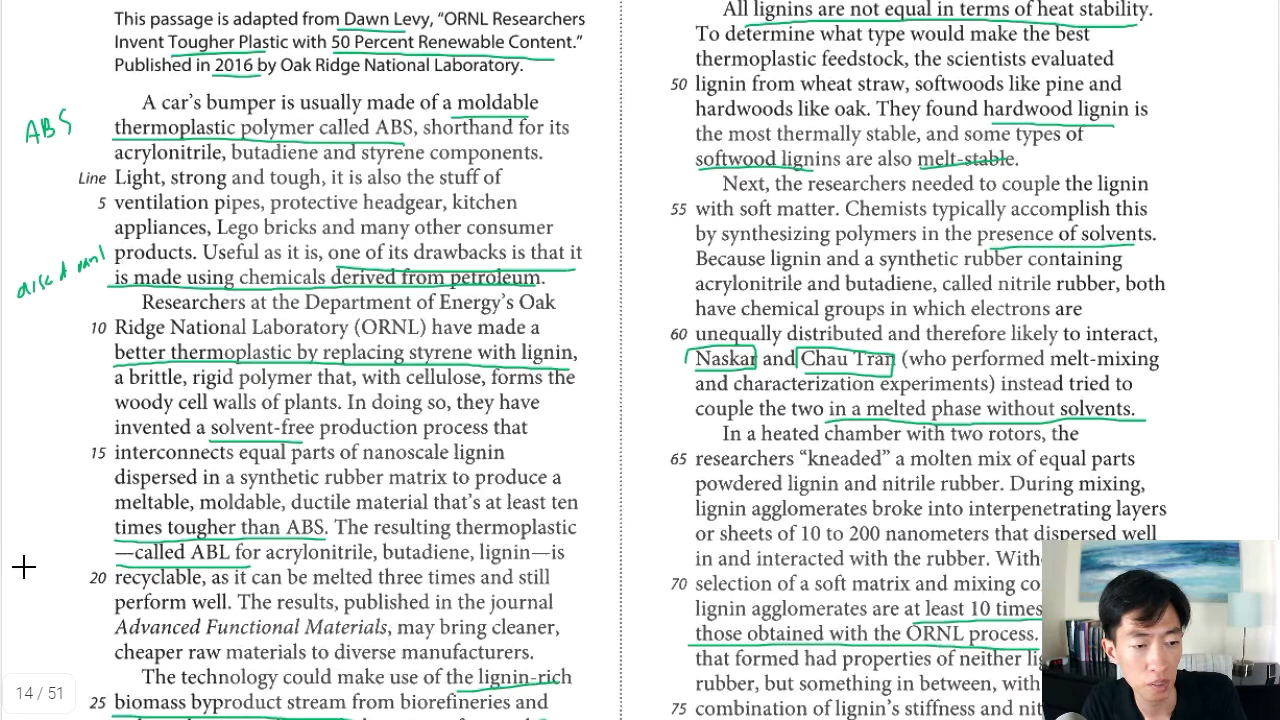 This passage is adapted from Dawn Levy, “ORNL Researchers
Invent Tougher Plastic with 50 Percent Renewable Content.”
Published in 2016 by Oak Ridge National Laboratory.
ABS
A car’s bumper is usually made of a moldable
thermoplastic polymer called ABS, shorthand for its
acrylonitrile, butadiene and styrene components.
Line Light, strong and tough, it is also the stuff of
5 ventilation pipes, protective headgear, kitchen
appliances, Lego bricks and many other consumer
products. Useful as it is, one of its drawbacks is that it
is made using chemicals derived from petroleum.
Researchers at the Department of Energy’s Oak
10 Ridge National Laboratory (ORNL) have made a
better thermoplastic by replacing styrene with lignin,
a brittle, rigid polymer that, with cellulose, forms the
woody cell walls of plants. In doing so, they have
invented a solvent-free production process that
15 interconnects equal parts of nanoscale lignin
dispersed in a synthetic rubber matrix to produce a
meltable, moldable, ductile material that’s at least ten
times tougher than ABS. The resulting thermoplastic
—called ABL for acrylonitrile, butadiene, lignin—is
20 recyclable, as it can be melted three times and still
perform well. The results, published in the journal
Advanced Functional Materials, may bring cleaner,
cheaper raw materials to diverse manufacturers.
The technology could make use of the lignin-rich
25 biomass byproduct stream from biorefineries and
14 / 51
All lignins are not equal in terms of heat stability.
To determine what type would make the best
thermoplastic feedstock, the scientists evaluated
50 lignin from wheat straw, softwoods like pine and
hardwoods like oak. They found hardwood lignin is
the most thermally stable, and some types of
softwood lignins are also melt-stable.
Next, the researchers needed to couple the lignin
55 with soft matter. Chemists typically accomplish this
by synthesizing polymers in the presence of solvents.
Because lignin and a synthetic rubber containing
acrylonitrile and butadiene, called nitrile rubber, both
have chemical groups in which electrons are
60 unequally distributed and therefore likely to interact,
Naskar and Chau Tran (who performed melt-mixing
and characterization experiments) instead tried to
couple the two in a melted phase without solvents.
In a heated chamber with two rotors, the
65 researchers “kneaded” a molten mix of equal parts
powdered lignin and nitrile rubber. During mixing,
lignin agglomerates broke into interpenetrating layers
or sheets of 10 to 200 nanometers that dispersed well
in and interacted with the rubber.
70 selection of a soft matrix and mixing
lignin agglomerates are at least 10 times
those obtained with the ORNL process.
that formed had properties of neither
rubber, but something in between,
75 combination of lignin’s stiffness and